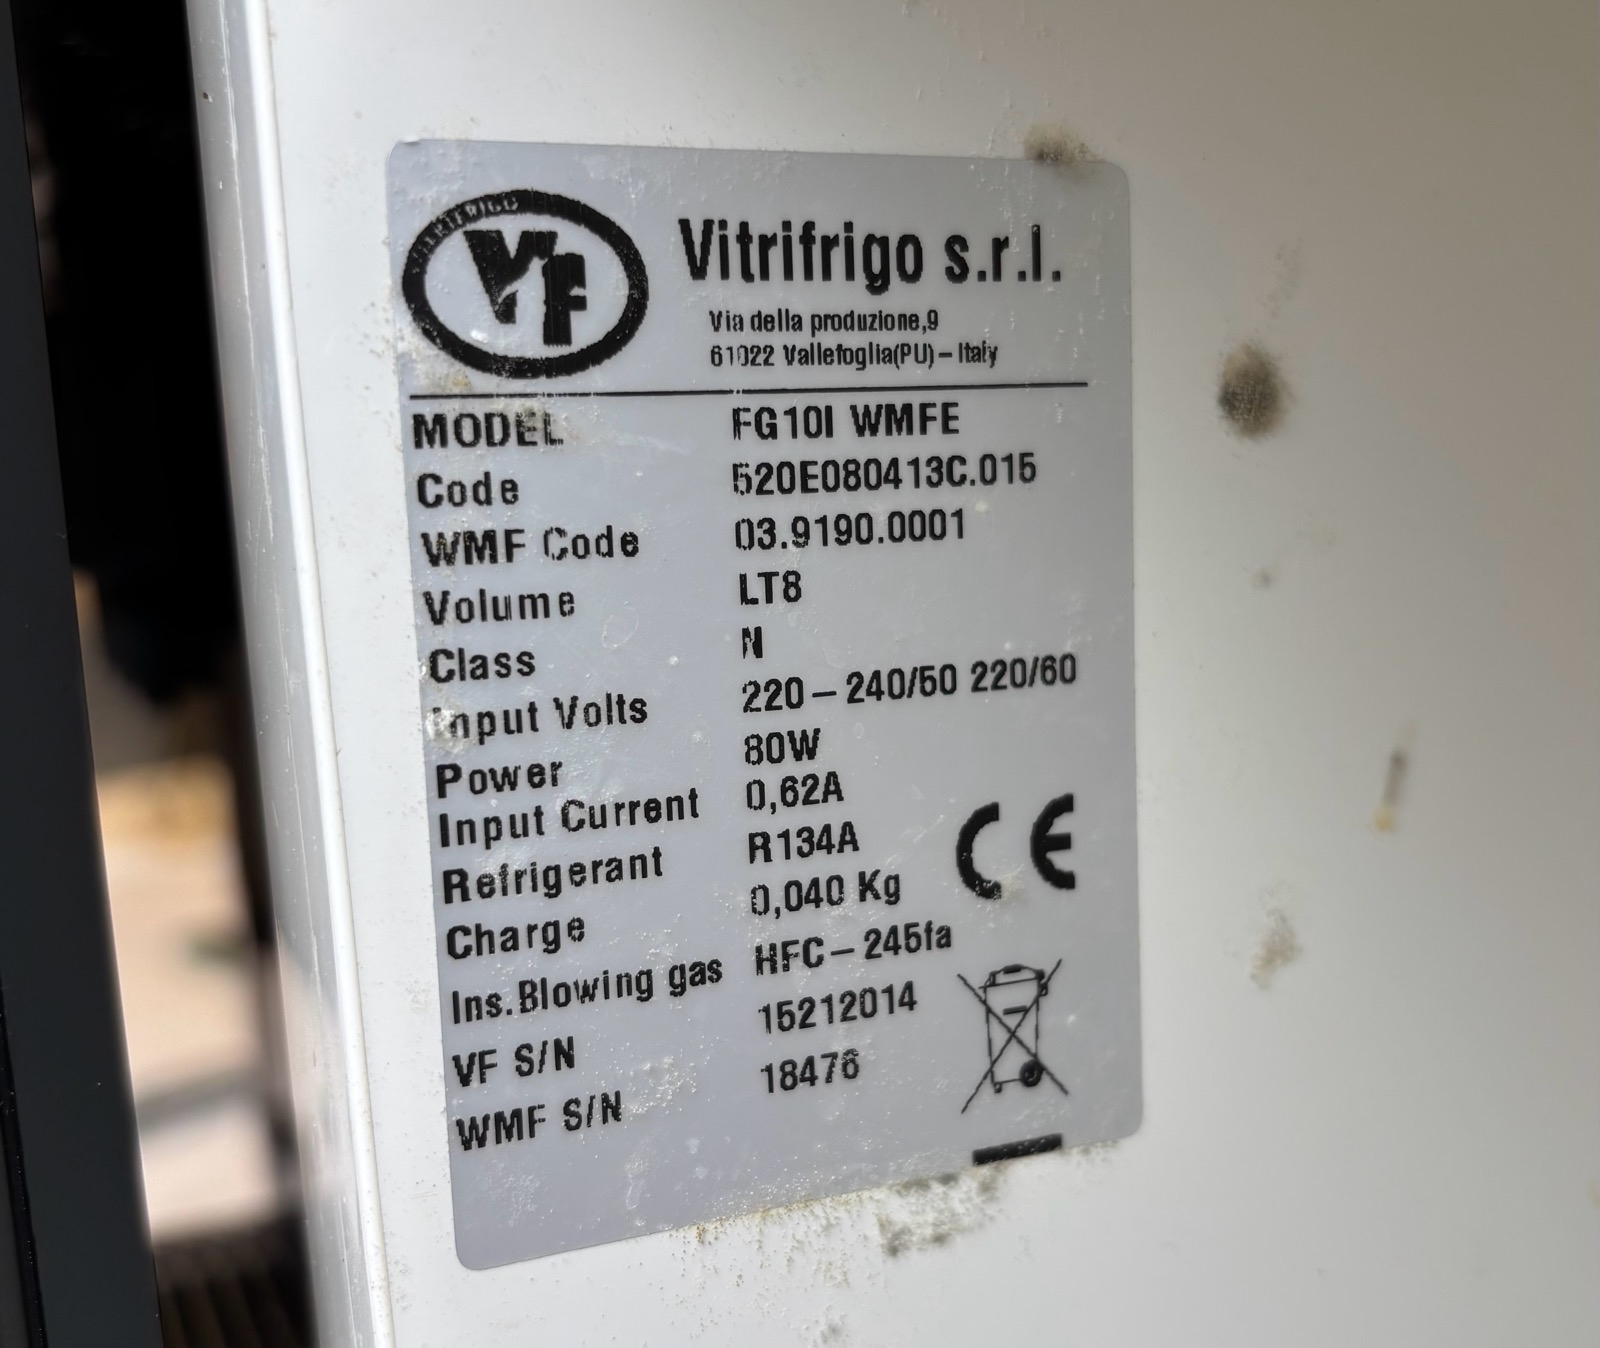 VITRIFRIGO
VF
Vitrifrigo s.r.l.
Via della produzione,9
61022 Vallefoglia(PU)–Italy
MODEL FG10I WMFE
Code 520E080413C.015
WMF Code 03.9190.0001
Volume LT8
Class N
Input Volts 220–240/50 220/60
Power 80W
Input Current 0,62A
Refrigerant R134A
Charge 0,040 Kg
Ins.Blowing gas HFC–245fa
VF S/N 15212014
WMF S/N 18476
CE